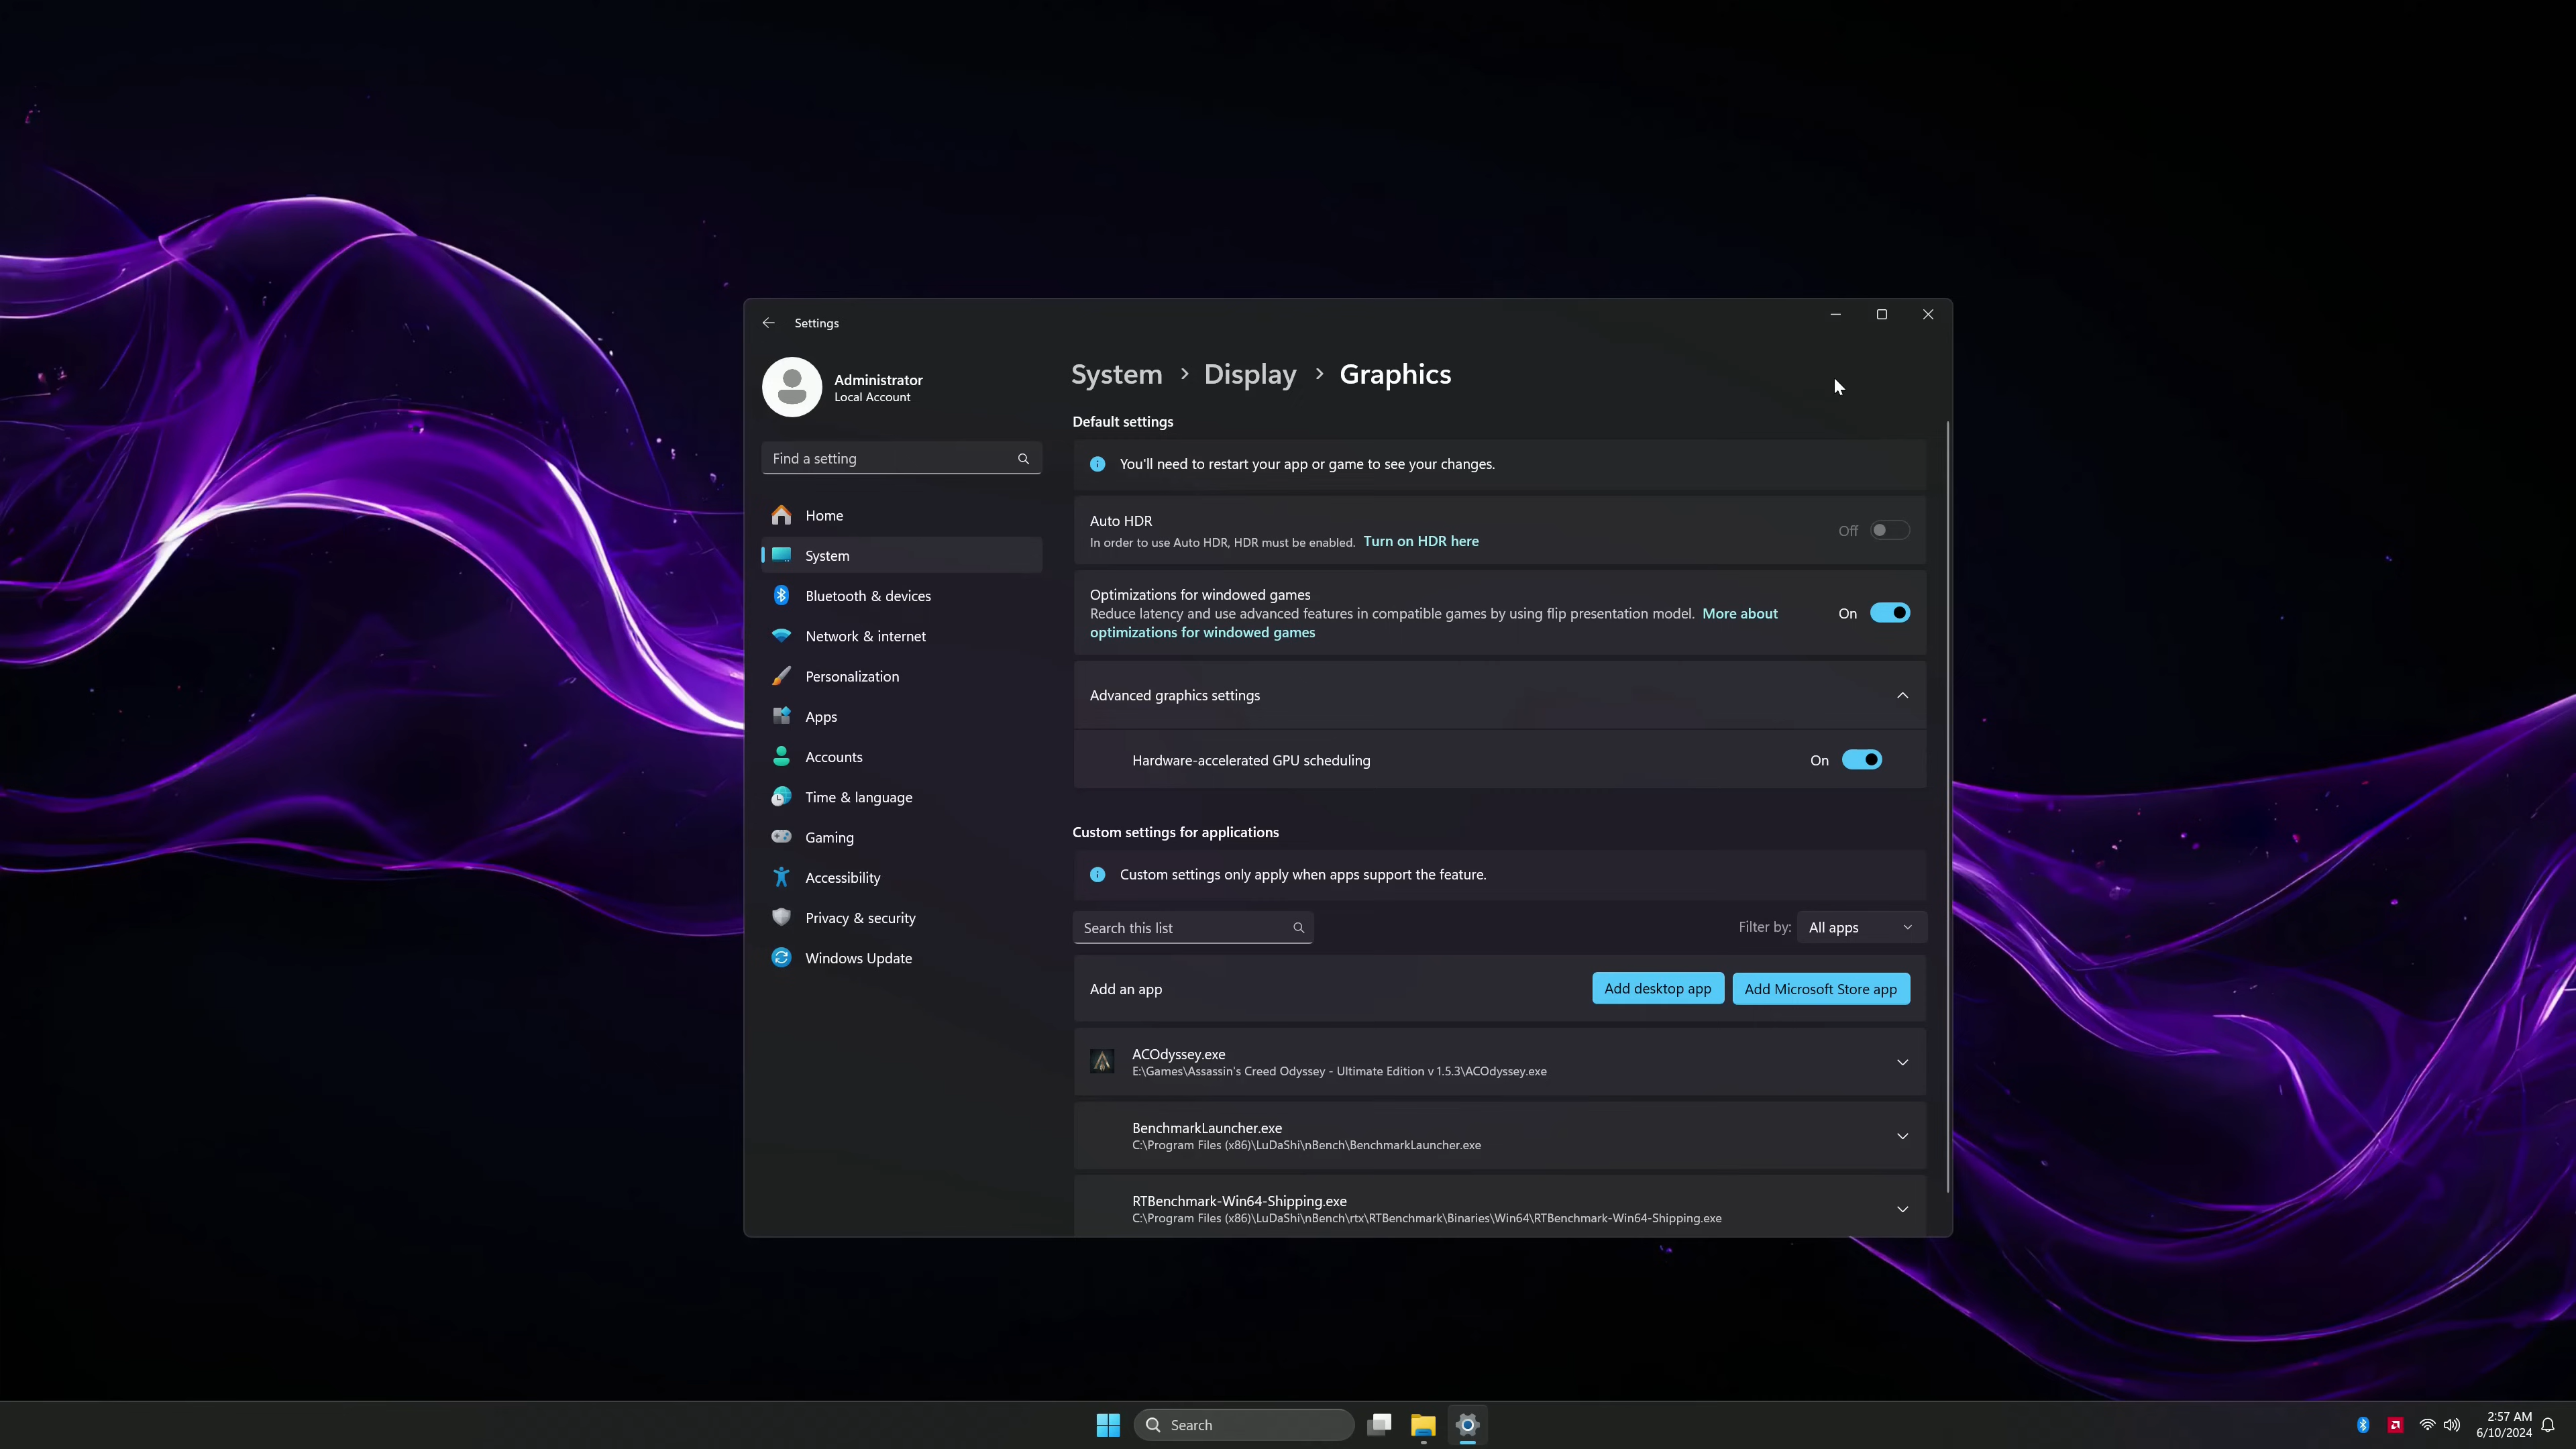 Settings
Administrator
Local Account
Find a setting
Home
System
Bluetooth & devices
Network & internet
Personalization
Apps
Accounts
Time & language
Gaming
Accessibility
Privacy & security
Windows Update
System > Display > Graphics
Default settings
You'll need to restart your app or game to see your changes.
Auto HDR
In order to use Auto HDR, HDR must be enabled. Turn on HDR here
Off
Optimizations for windowed games
Reduce latency and use advanced features in compatible games by using flip presentation model. More about
optimizations for windowed games
On
Advanced graphics settings
Hardware-accelerated GPU scheduling
On
Custom settings for applications
Custom settings only apply when apps support the feature.
Search this list
Filter by: All apps
Add an app
Add desktop app
Add Microsoft Store app
ACOdyssey.exe
E:\Games\Assassin's Creed Odyssey - Ultimate Edition v 1.5.3\ACOdyssey.exe
BenchmarkLauncher.exe
C:\Program Files (x86)\LuDaShi\nBench\BenchmarkLauncher.exe
RTBenchmark-Win64-Shipping.exe
C:\Program Files (x86)\LuDaShi\nBench\rtx\RTBenchmark\Binaries\Win64\RTBenchmark-Win64-Shipping.exe
Search
2:57 AM
6/10/2024